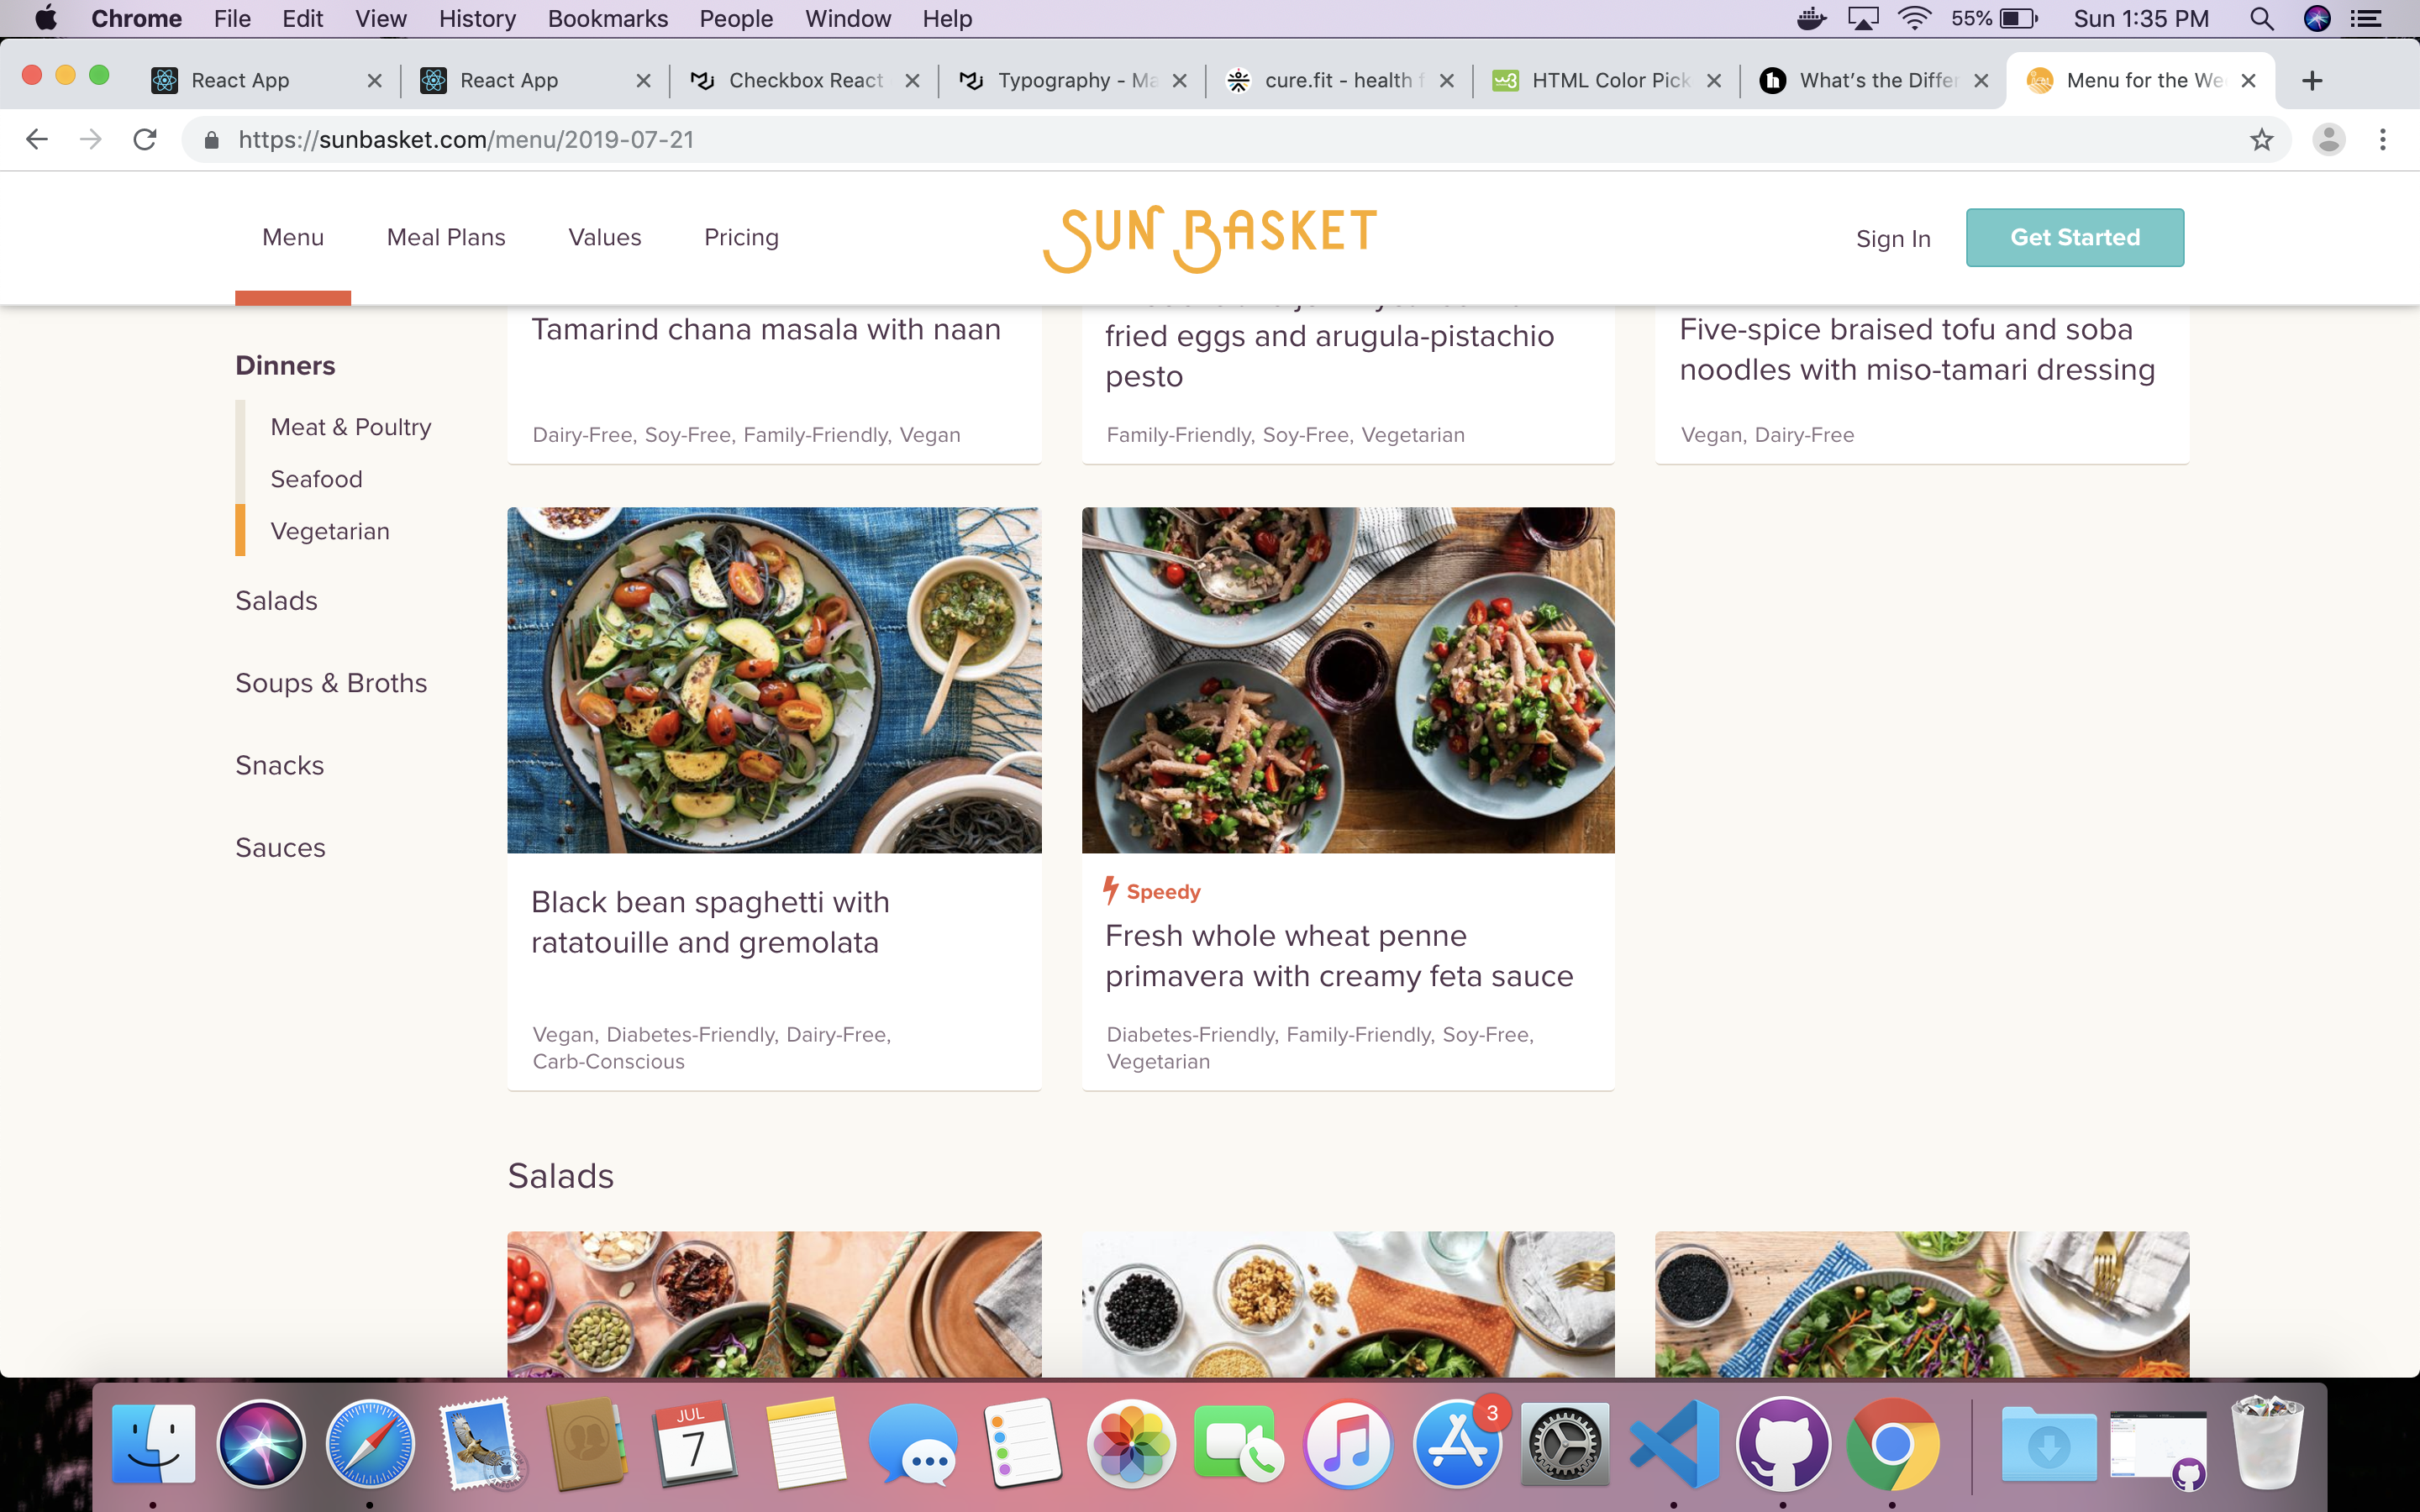 Chrome File Edit View History Bookmarks People Window Help 55% Sun 1:35 PM
React App React App Checkbox React Typography - Ma cure.fit - health f HTML Color Pick What's the Differ Menu for the We
https://sunbasket.com/menu/2019-07-21
Menu Meal Plans Values Pricing SUN BASKET Sign In Get Started
Dinners
Meat & Poultry
Seafood
Vegetarian
Salads
Soups & Broths
Snacks
Sauces
Tamarind chana masala with naan
Dairy-Free, Soy-Free, Family-Friendly, Vegan
fried eggs and arugula-pistachio
pesto
Family-Friendly, Soy-Free, Vegetarian
Five-spice braised tofu and soba
noodles with miso-tamari dressing
Vegan, Dairy-Free
Black bean spaghetti with
ratatouille and gremolata
Vegan, Diabetes-Friendly, Dairy-Free,
Carb-Conscious
Speedy
Fresh whole wheat penne
primavera with creamy feta sauce
Diabetes-Friendly, Family-Friendly, Soy-Free,
Vegetarian
Salads
JUL
7
3